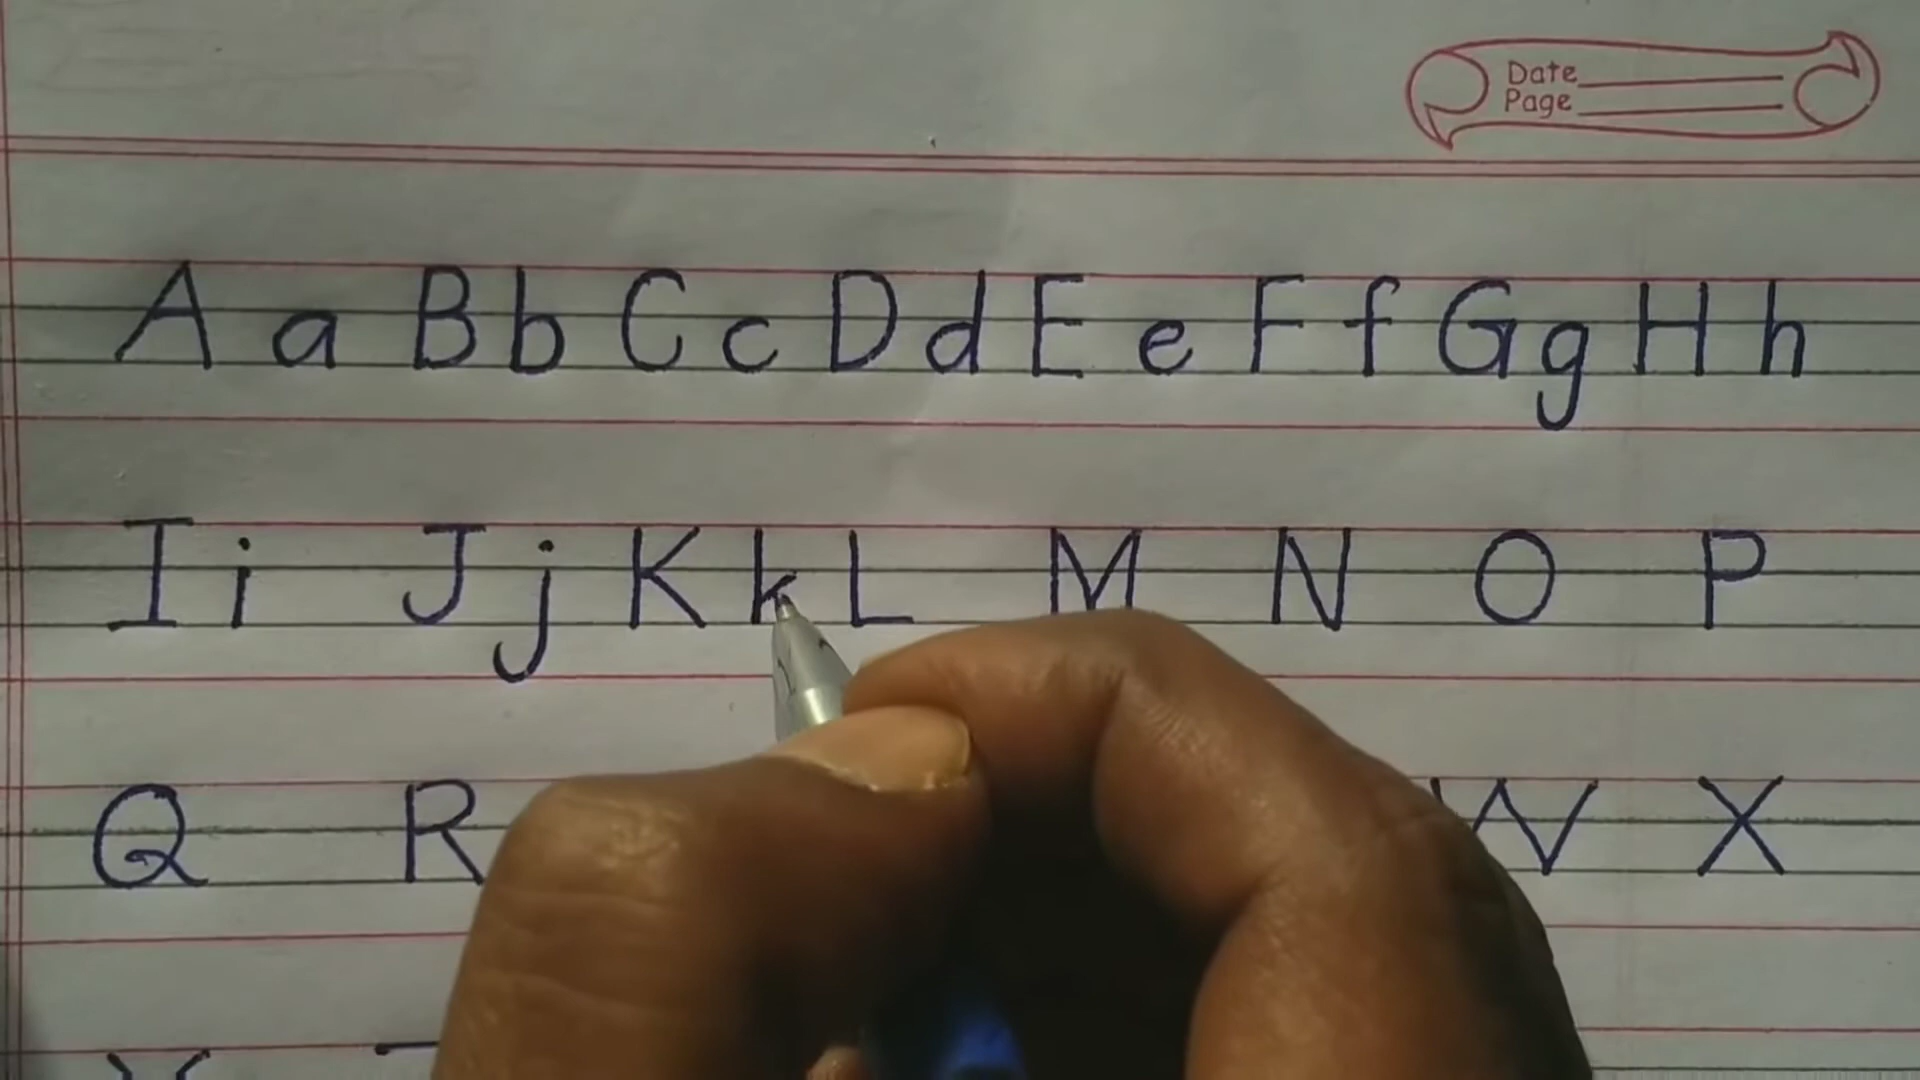 Date
Page
A a B b C c D d E e F f G g H h
I i J j K k L M N O P
Q R W X
Y